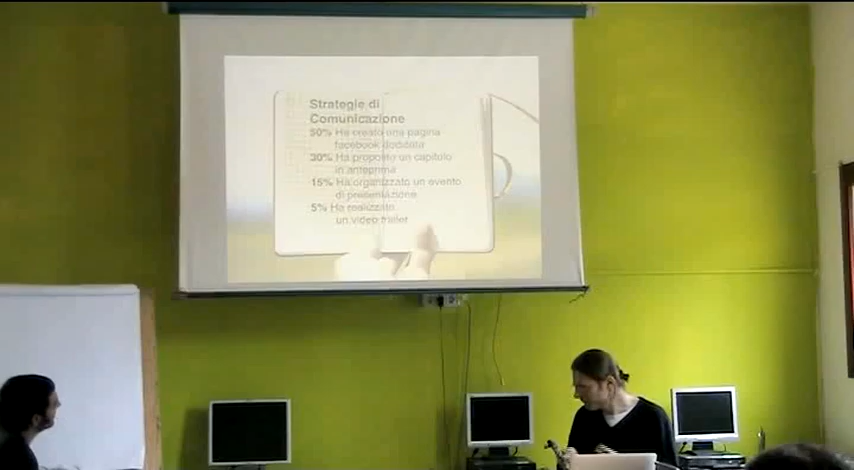 Strategie di
Comunicazione
50% Ha creato una pagina
facebook dedicata
30% Ha proposto un capitolo
in anteprima
15% Ha organizzato un evento
di presentazione
5% Ha realizzato
un video trailer